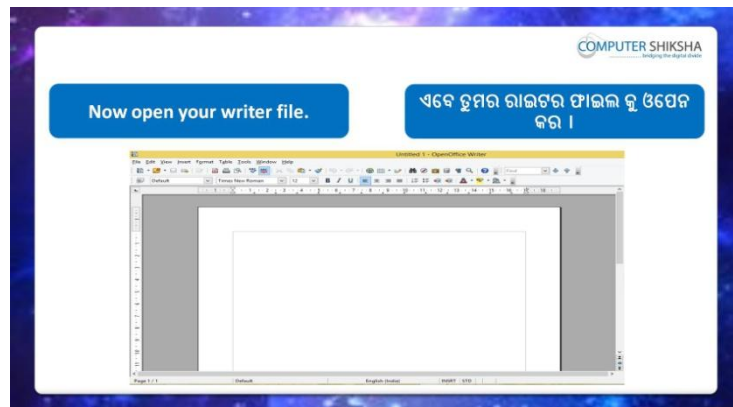 COMPUTER SHIKSHA
bridging the digital divide
Now open your writer file.
ଏବେ ତୁମର ରାଇଟର ଫାଇଲ କୁ ଓପେନ
କର ।
Untitled 1 - OpenOffice Writer
File Edit View Insert Format Table Tools Window Help
Find
Default Times New Roman 12 B I U
Page 1 / 1 Default English (India) INSRT STD